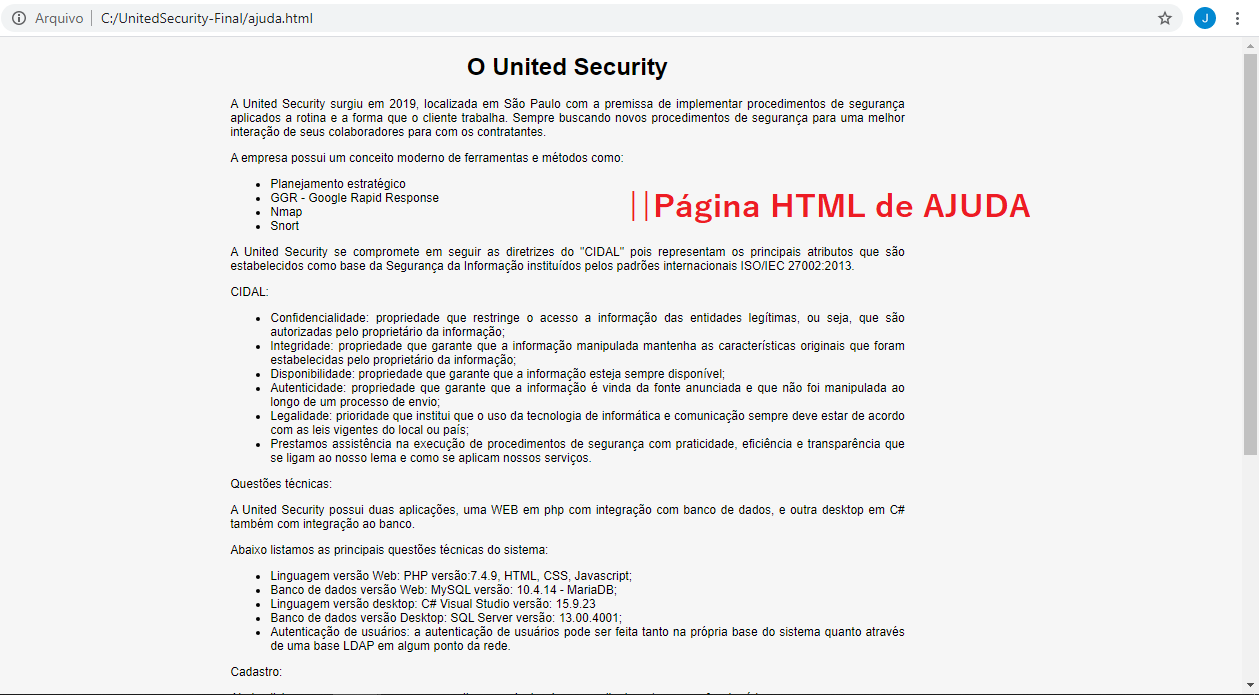 Arquivo | C:/UnitedSecurity-Final/ajuda.html
J
O United Security
A United Security surgiu em 2019, localizada em São Paulo com a premissa de implementar procedimentos de segurança
aplicados a rotina e a forma que o cliente trabalha. Sempre buscando novos procedimentos de segurança para uma melhor
interação de seus colaboradores para com os contratantes.
A empresa possui um conceito moderno de ferramentas e métodos como:
• Planejamento estratégico
• GGR - Google Rapid Response
||Página HTML de AJUDA
• Nmap
• Snort
A United Security se compromete em seguir as diretrizes do "CIDAL" pois representam os principais atributos que são
estabelecidos como base da Segurança da Informação instituídos pelos padrões internacionais ISO/IEC 27002:2013.
CIDAL:
• Confidencialidade: propriedade que restringe o acesso a informação das entidades legítimas, ou seja, que são
autorizadas pelo proprietário da informação;
• Integridade: propriedade que garante que a informação manipulada mantenha as características originais que foram
estabelecidas pelo proprietário da informação;
• Disponibilidade: propriedade que garante que a informação esteja sempre disponível;
• Autenticidade: propriedade que garante que a informação é vinda da fonte anunciada e que não foi manipulada ao
longo de um processo de envio;
• Legalidade: prioridade que institui que o uso da tecnologia de informática e comunicação sempre deve estar de acordo
com as leis vigentes do local ou país;
• Prestamos assistência na execução de procedimentos de segurança com praticidade, eficiência e transparência que
se ligam ao nosso lema e como se aplicam nossos serviços.
Questões técnicas:
A United Security possui duas aplicações, uma WEB em php com integração com banco de dados, e outra desktop em C#
também com integração ao banco.
Abaixo listamos as principais questões técnicas do sistema:
• Linguagem versão Web: PHP versão:7.4.9, HTML, CSS, Javascript;
• Banco de dados versão Web: MySQL versão: 10.4.14 - MariaDB;
• Linguagem versão desktop: C# Visual Studio versão: 15.9.23
• Banco de dados versão Desktop: SQL Server versão: 13.00.4001;
• Autenticação de usuários: a autenticação de usuários pode ser feita tanto na própria base do sistema quanto através
de uma base LDAP em algum ponto da rede.
Cadastro: